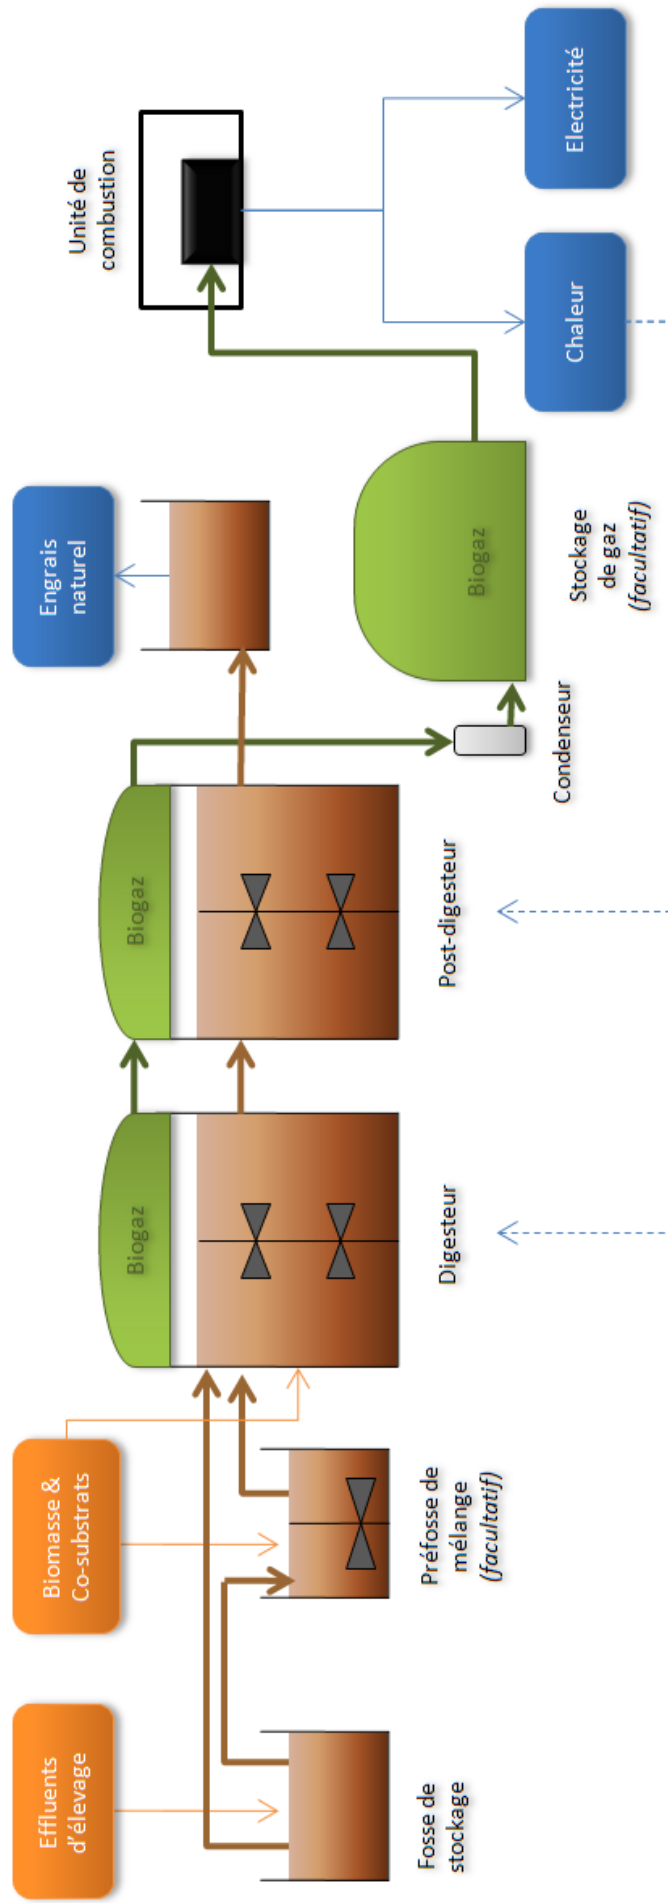 Effluents
d'élevage
Biomasse &
Co-substrats
Engrais
naturel
Unité de
combustion
Biogaz
Biogaz
Biogaz
Fosse de
stockage
Préfosse de
mélange
(facultatif)
Digesteur
Post-digesteur
Condenseur
Stockage
de gaz
(facultatif)
Chaleur
Electricité